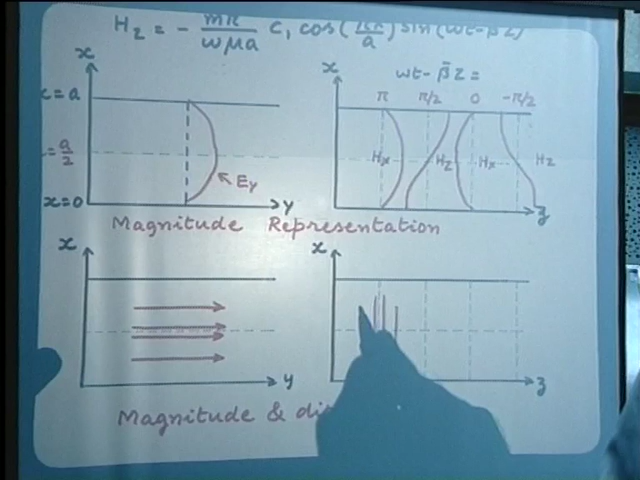 H_z = - mπ/ωμa c₁ cos(πx/a) sin(ωt-βz)
x
x=a
= a/2
x=0
E_y
y
x
ωt - β̄z =
π π/2 0 -π/2
H_x H_z H_x H_z
z
Magnitude Representation
x
y
x
z
Magnitude & di